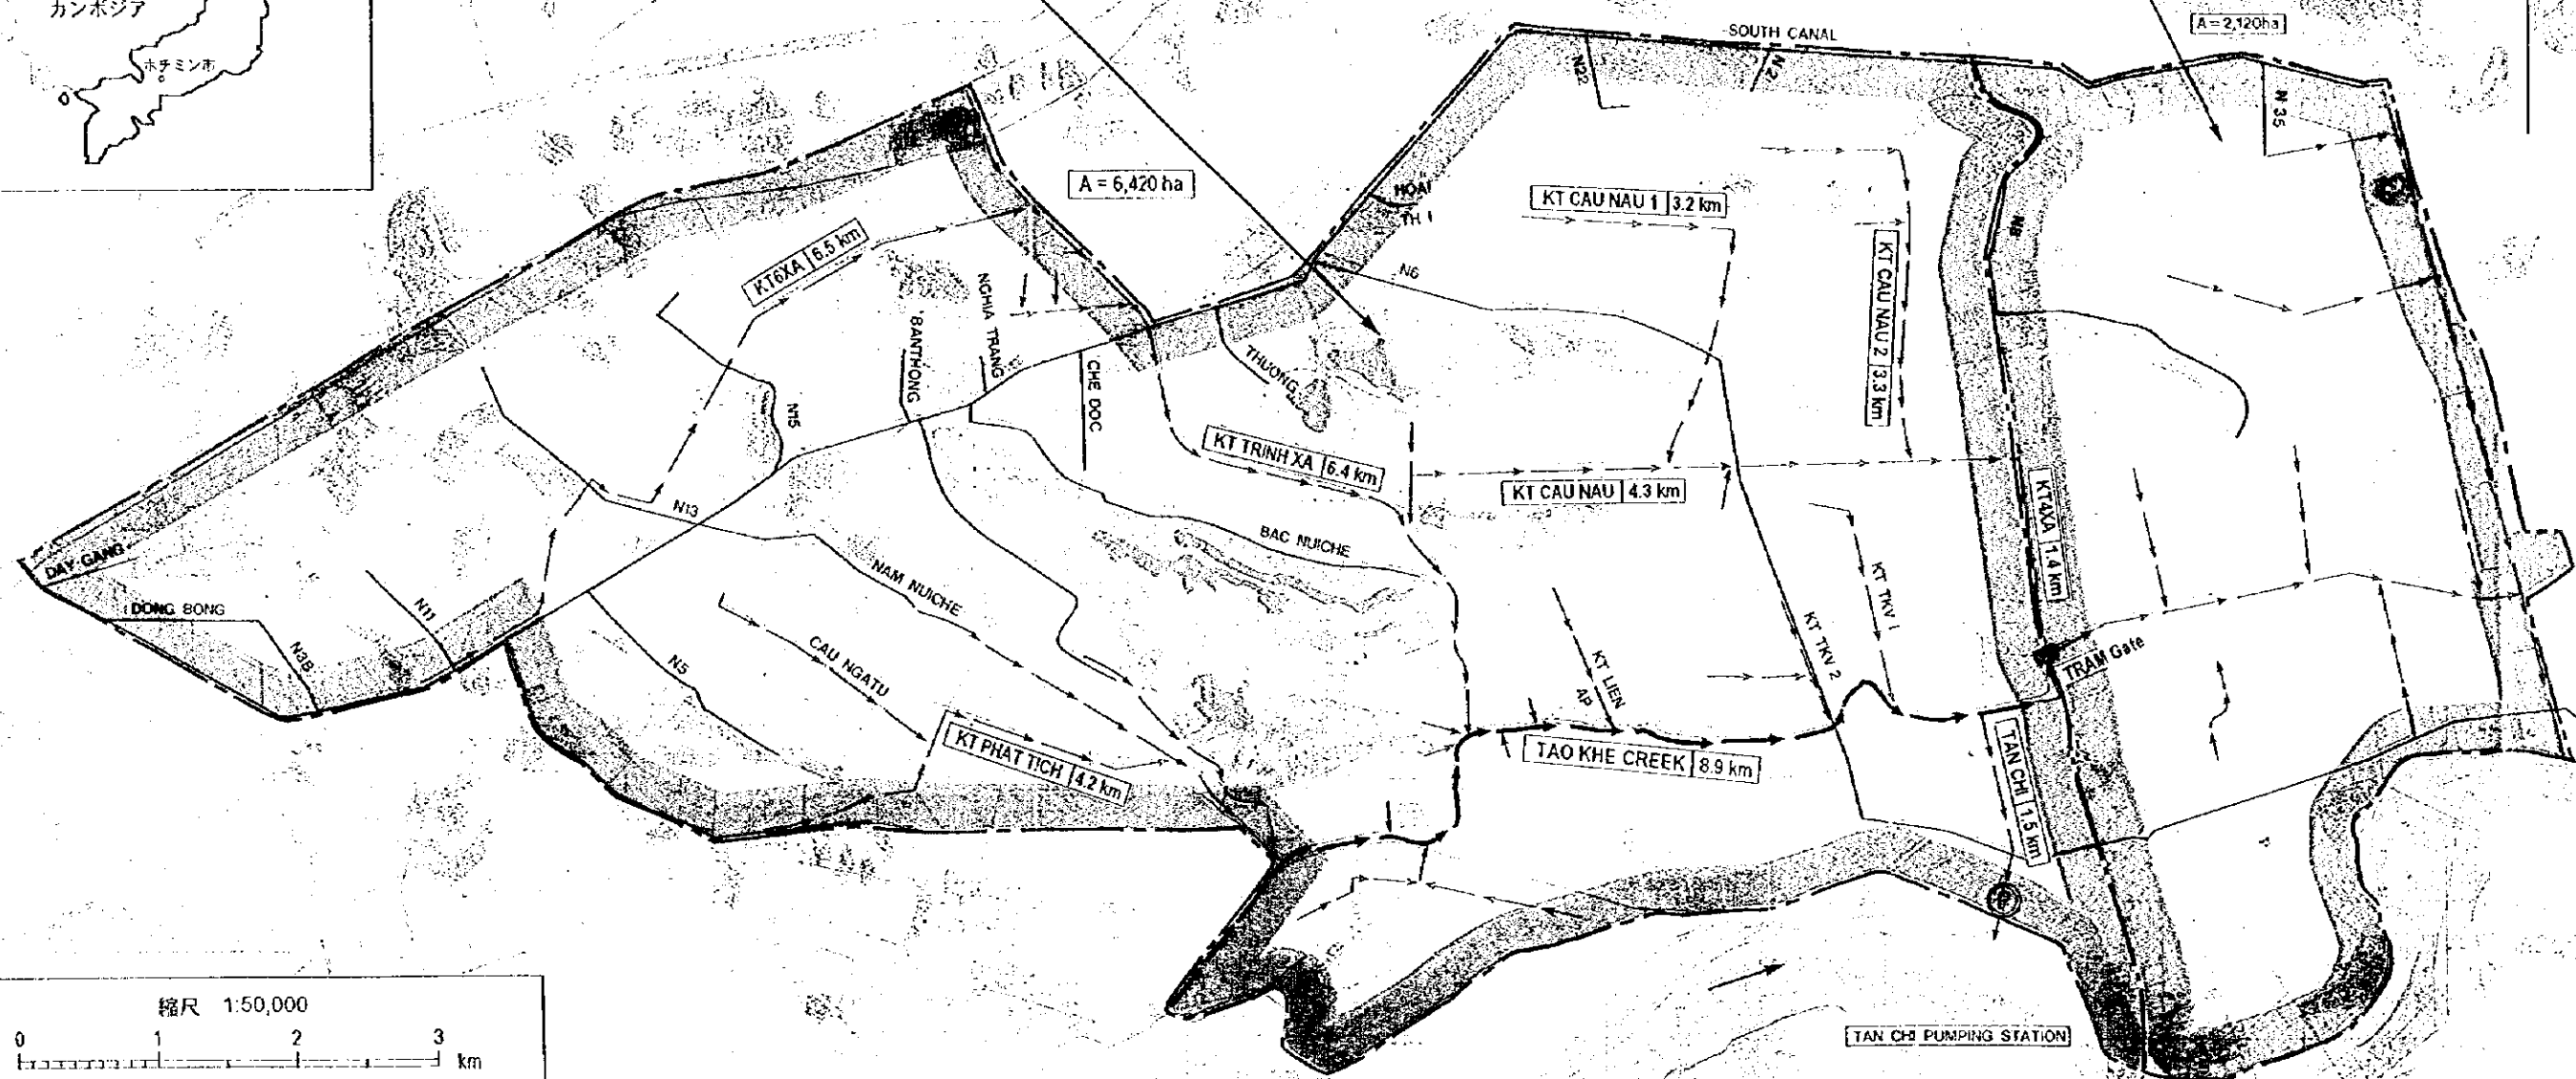 カンボジア
ホチミン市
A = 6,420 ha
SOUTH CANAL
A = 2,120ha
N22
N 35
HOAI
KT CAU NAU 1 3.2 km
KT6XA 6.5 km
N6
N8
KT CAU NAU 2 3.3 km
NGHIA TRANG
BANTHONG
CHE DOC
THUONG
N15
KT TRINH XA 6.4 km
KT CAU NAU 4.3 km
KT4XA 1.4 km
N13
BAC NUICHE
DAY GANG
NAM NUICHE
DONG BONG
N11
N3B
N5
CAU NGATU
KT TKV 1
KT TKV 2
KT LIEN
AP
TRAM Gate
KT PHAT TICH 4.2 km
TAO KHE CREEK 8.9 km
TAN CHI 1.5 km
P
TAN CHI PUMPING STATION
縮尺 1:50,000
0 1 2 3 km